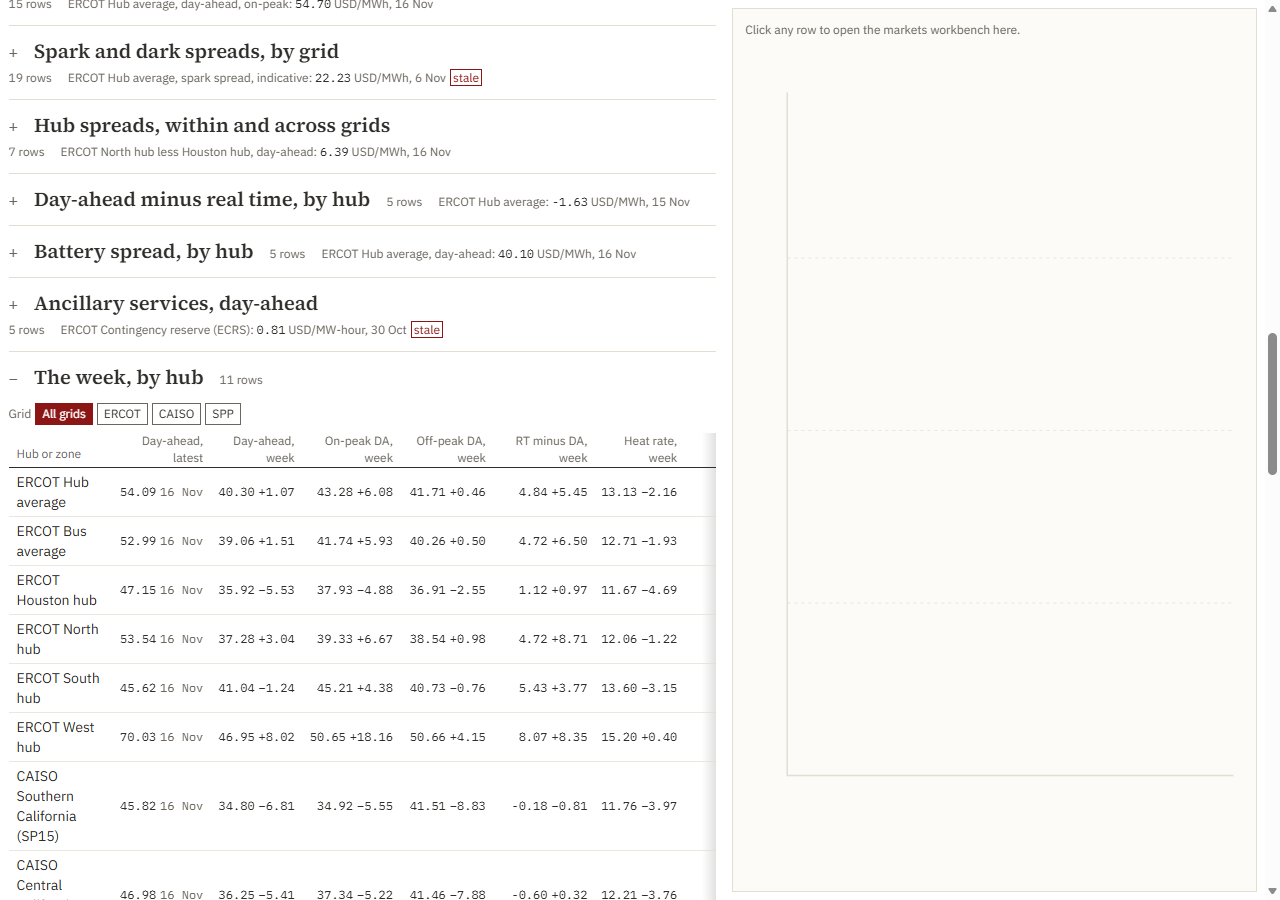 15 rows ERCOT Hub average, day-ahead, on-peak: 54.70 USD/MWh, 16 Nov
+ Spark and dark spreads, by grid
19 rows ERCOT Hub average, spark spread, indicative: 22.23 USD/MWh, 6 Nov stale
+ Hub spreads, within and across grids
7 rows ERCOT North hub less Houston hub, day-ahead: 6.39 USD/MWh, 16 Nov
+ Day-ahead minus real time, by hub 5 rows ERCOT Hub average: -1.63 USD/MWh, 15 Nov
+ Battery spread, by hub 5 rows ERCOT Hub average, day-ahead: 40.10 USD/MWh, 16 Nov
+ Ancillary services, day-ahead
5 rows ERCOT Contingency reserve (ECRS): 0.81 USD/MW-hour, 30 Oct stale
− The week, by hub 11 rows
Grid All grids ERCOT CAISO SPP
Hub or zone Day-ahead, latest Day-ahead, week On-peak DA, week Off-peak DA, week RT minus DA, week Heat rate, week
ERCOT Hub average 54.09 16 Nov 40.30 +1.07 43.28 +6.08 41.71 +0.46 4.84 +5.45 13.13 −2.16
ERCOT Bus average 52.99 16 Nov 39.06 +1.51 41.74 +5.93 40.26 +0.50 4.72 +6.50 12.71 −1.93
ERCOT Houston hub 47.15 16 Nov 35.92 −5.53 37.93 −4.88 36.91 −2.55 1.12 +0.97 11.67 −4.69
ERCOT North hub 53.54 16 Nov 37.28 +3.04 39.33 +6.67 38.54 +0.98 4.72 +8.71 12.06 −1.22
ERCOT South hub 45.62 16 Nov 41.04 −1.24 45.21 +4.38 40.73 −0.76 5.43 +3.77 13.60 −3.15
ERCOT West hub 70.03 16 Nov 46.95 +8.02 50.65 +18.16 50.66 +4.15 8.07 +8.35 15.20 +0.40
CAISO Southern California (SP15) 45.82 16 Nov 34.80 −6.81 34.92 −5.55 41.51 −8.83 -0.18 −0.81 11.76 −3.97
CAISO Central 46.98 16 Nov 36.25 −5.41 37.34 −5.22 41.46 −7.88 -0.60 +0.32 12.21 −3.76
Click any row to open the markets workbench here.